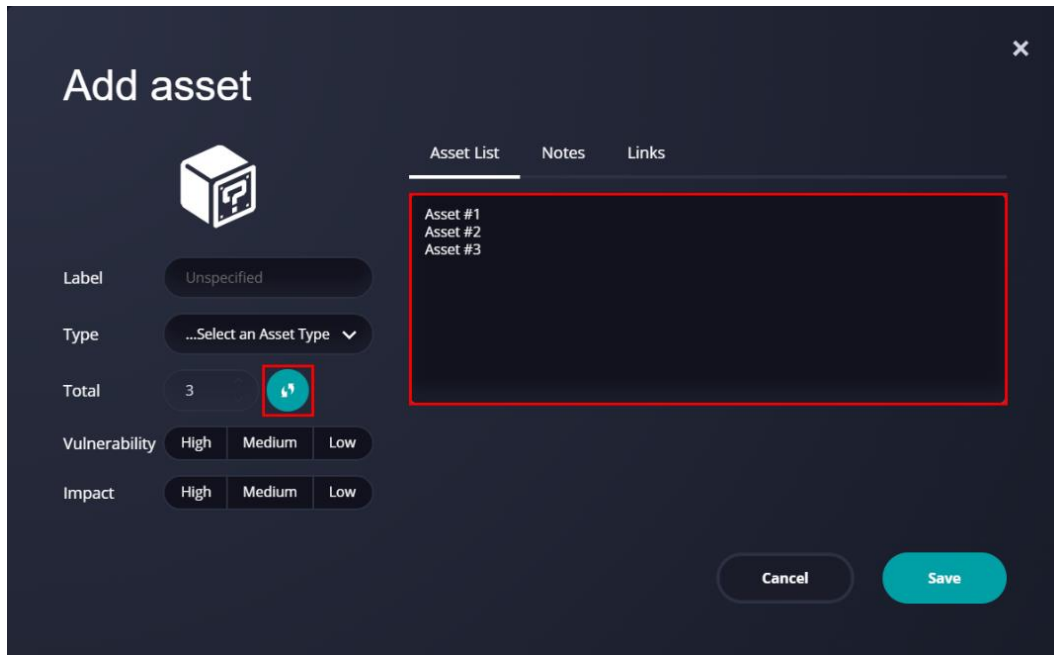 Add asset
Label
Unspecified
Type
...Select an Asset Type
Total
3
Vulnerability
High
Medium
Low
Impact
High
Medium
Low
Asset List
Notes
Links
Asset #1
Asset #2
Asset #3
Cancel
Save